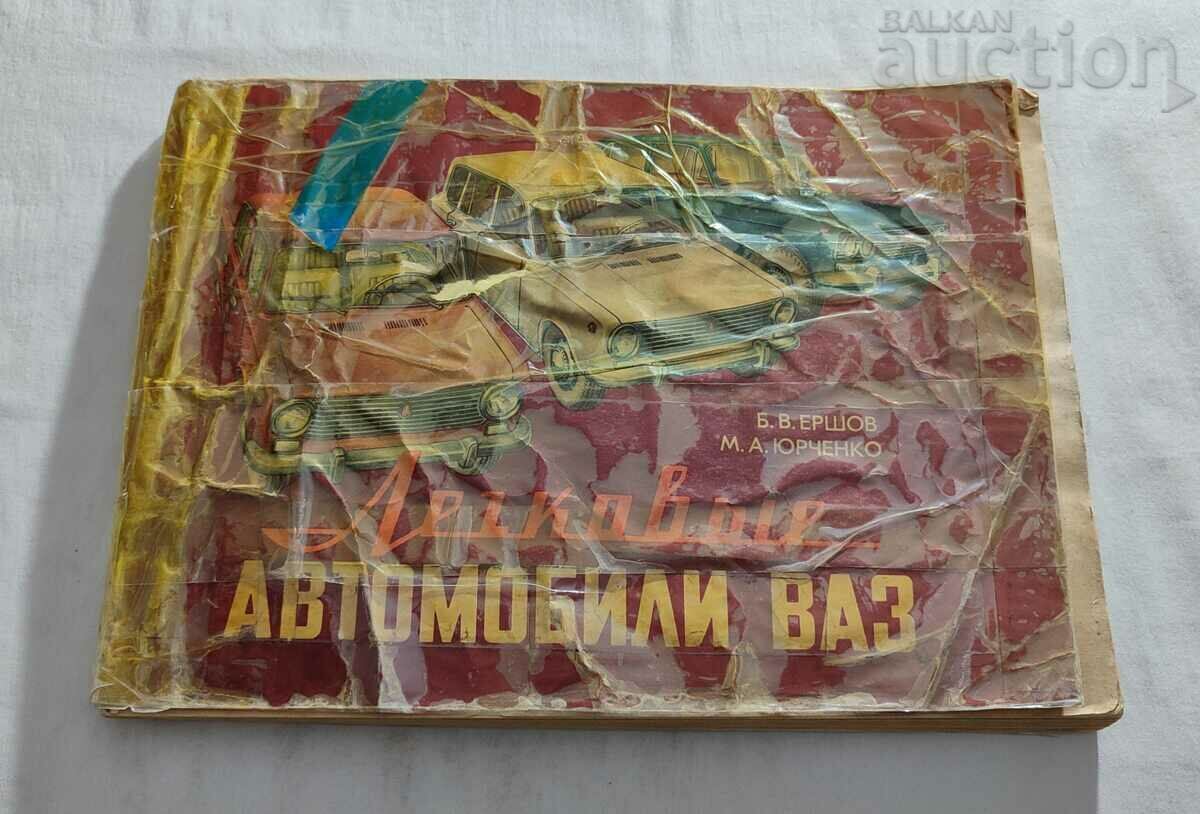 BALKAN
auction
Б. В. ЕРШОВ
М. А. ЮРЧЕНКО
Легковые
АВТОМОБИЛИ ВАЗ